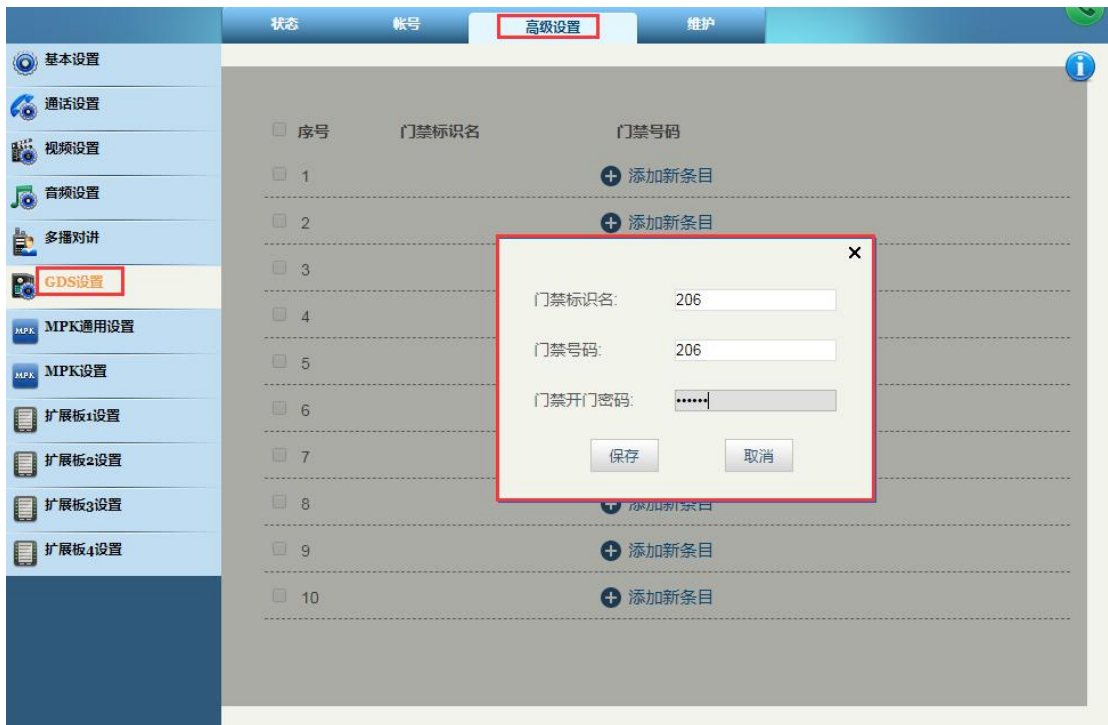 状态 帐号 高级设置 维护
基本设置
通话设置
视频设置
音频设置
多播对讲
GDS设置
MPK MPK通用设置
MPK MPK设置
扩展板1设置
扩展板2设置
扩展板3设置
扩展板4设置
序号 门禁标识名 门禁号码
1 添加新条目
2 添加新条目
3
4
5
6
7
8 添加新条目
9 添加新条目
10 添加新条目
门禁标识名: 206
门禁号码: 206
门禁开门密码: ••••••
保存 取消